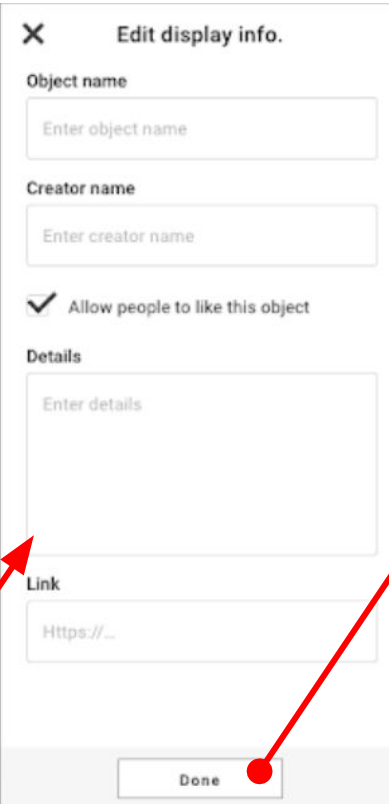 Edit display info.
Object name
Enter object name
Creator name
Enter creator name
Allow people to like this object
Details
Enter details
Link
Https://...
Done